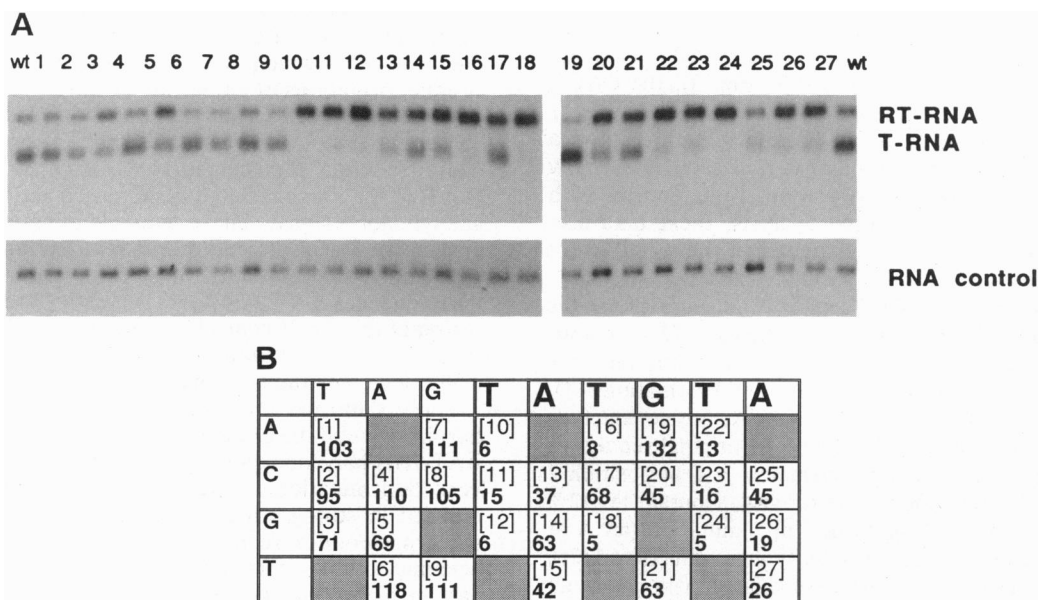 A
wt 1 2 3 4 5 6 7 8 9 10 11 12 13 14 15 16 17 18 19 20 21 22 23 24 25 26 27 wt
RT-RNA
T-RNA
RNA control
B
T A G T A T G T A
A [1] [7] [10] [16] [19] [22]
103 111 6 8 132 13
C [2] [4] [8] [11] [13] [17] [20] [23] [25]
95 110 105 15 37 68 45 16 45
G [3] [5] [12] [14] [18] [24] [26]
71 69 6 63 5 5 19
T [6] [9] [15] [21] [27]
118 111 42 63 26